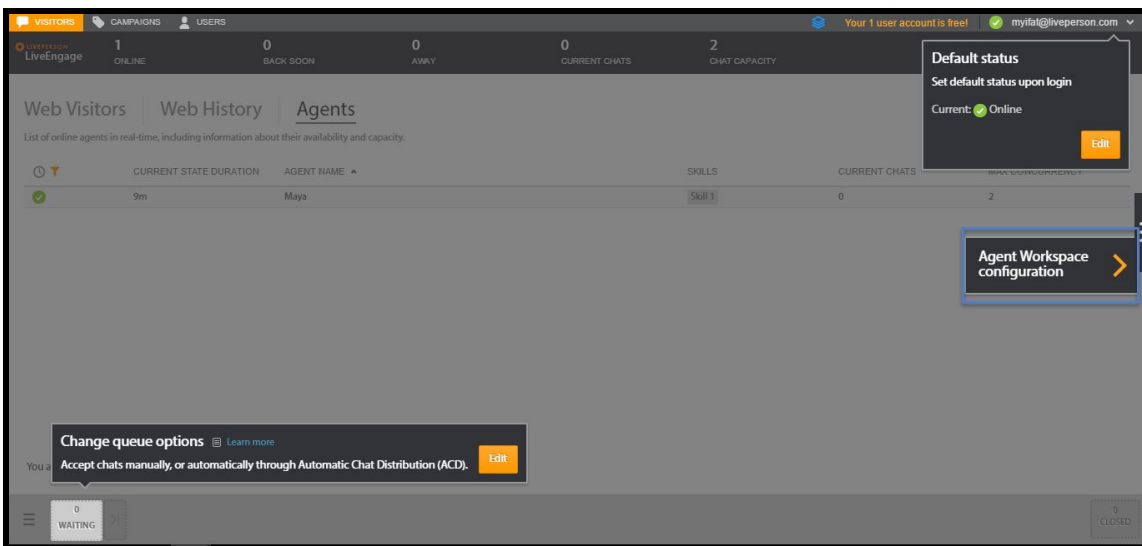 VISITORS CAMPAIGNS USERS Your 1 user account is free! myifat@liveperson.com
LIVEPERSON
LiveEngage
1 0 0 0 2
ONLINE BACK SOON AWAY CURRENT CHATS CHAT CAPACITY
Default status
Set default status upon login
Current: Online
Edit
Web Visitors Web History Agents
List of online agents in real-time, including information about their availability and capacity.
CURRENT STATE DURATION AGENT NAME SKILLS CURRENT CHATS MAX CONCURRENCY
9m Maya Skill 1 0 2
Agent Workspace
configuration
Change queue options Learn more
Accept chats manually, or automatically through Automatic Chat Distribution (ACD).
Edit
You a
0
WAITING
0
CLOSED